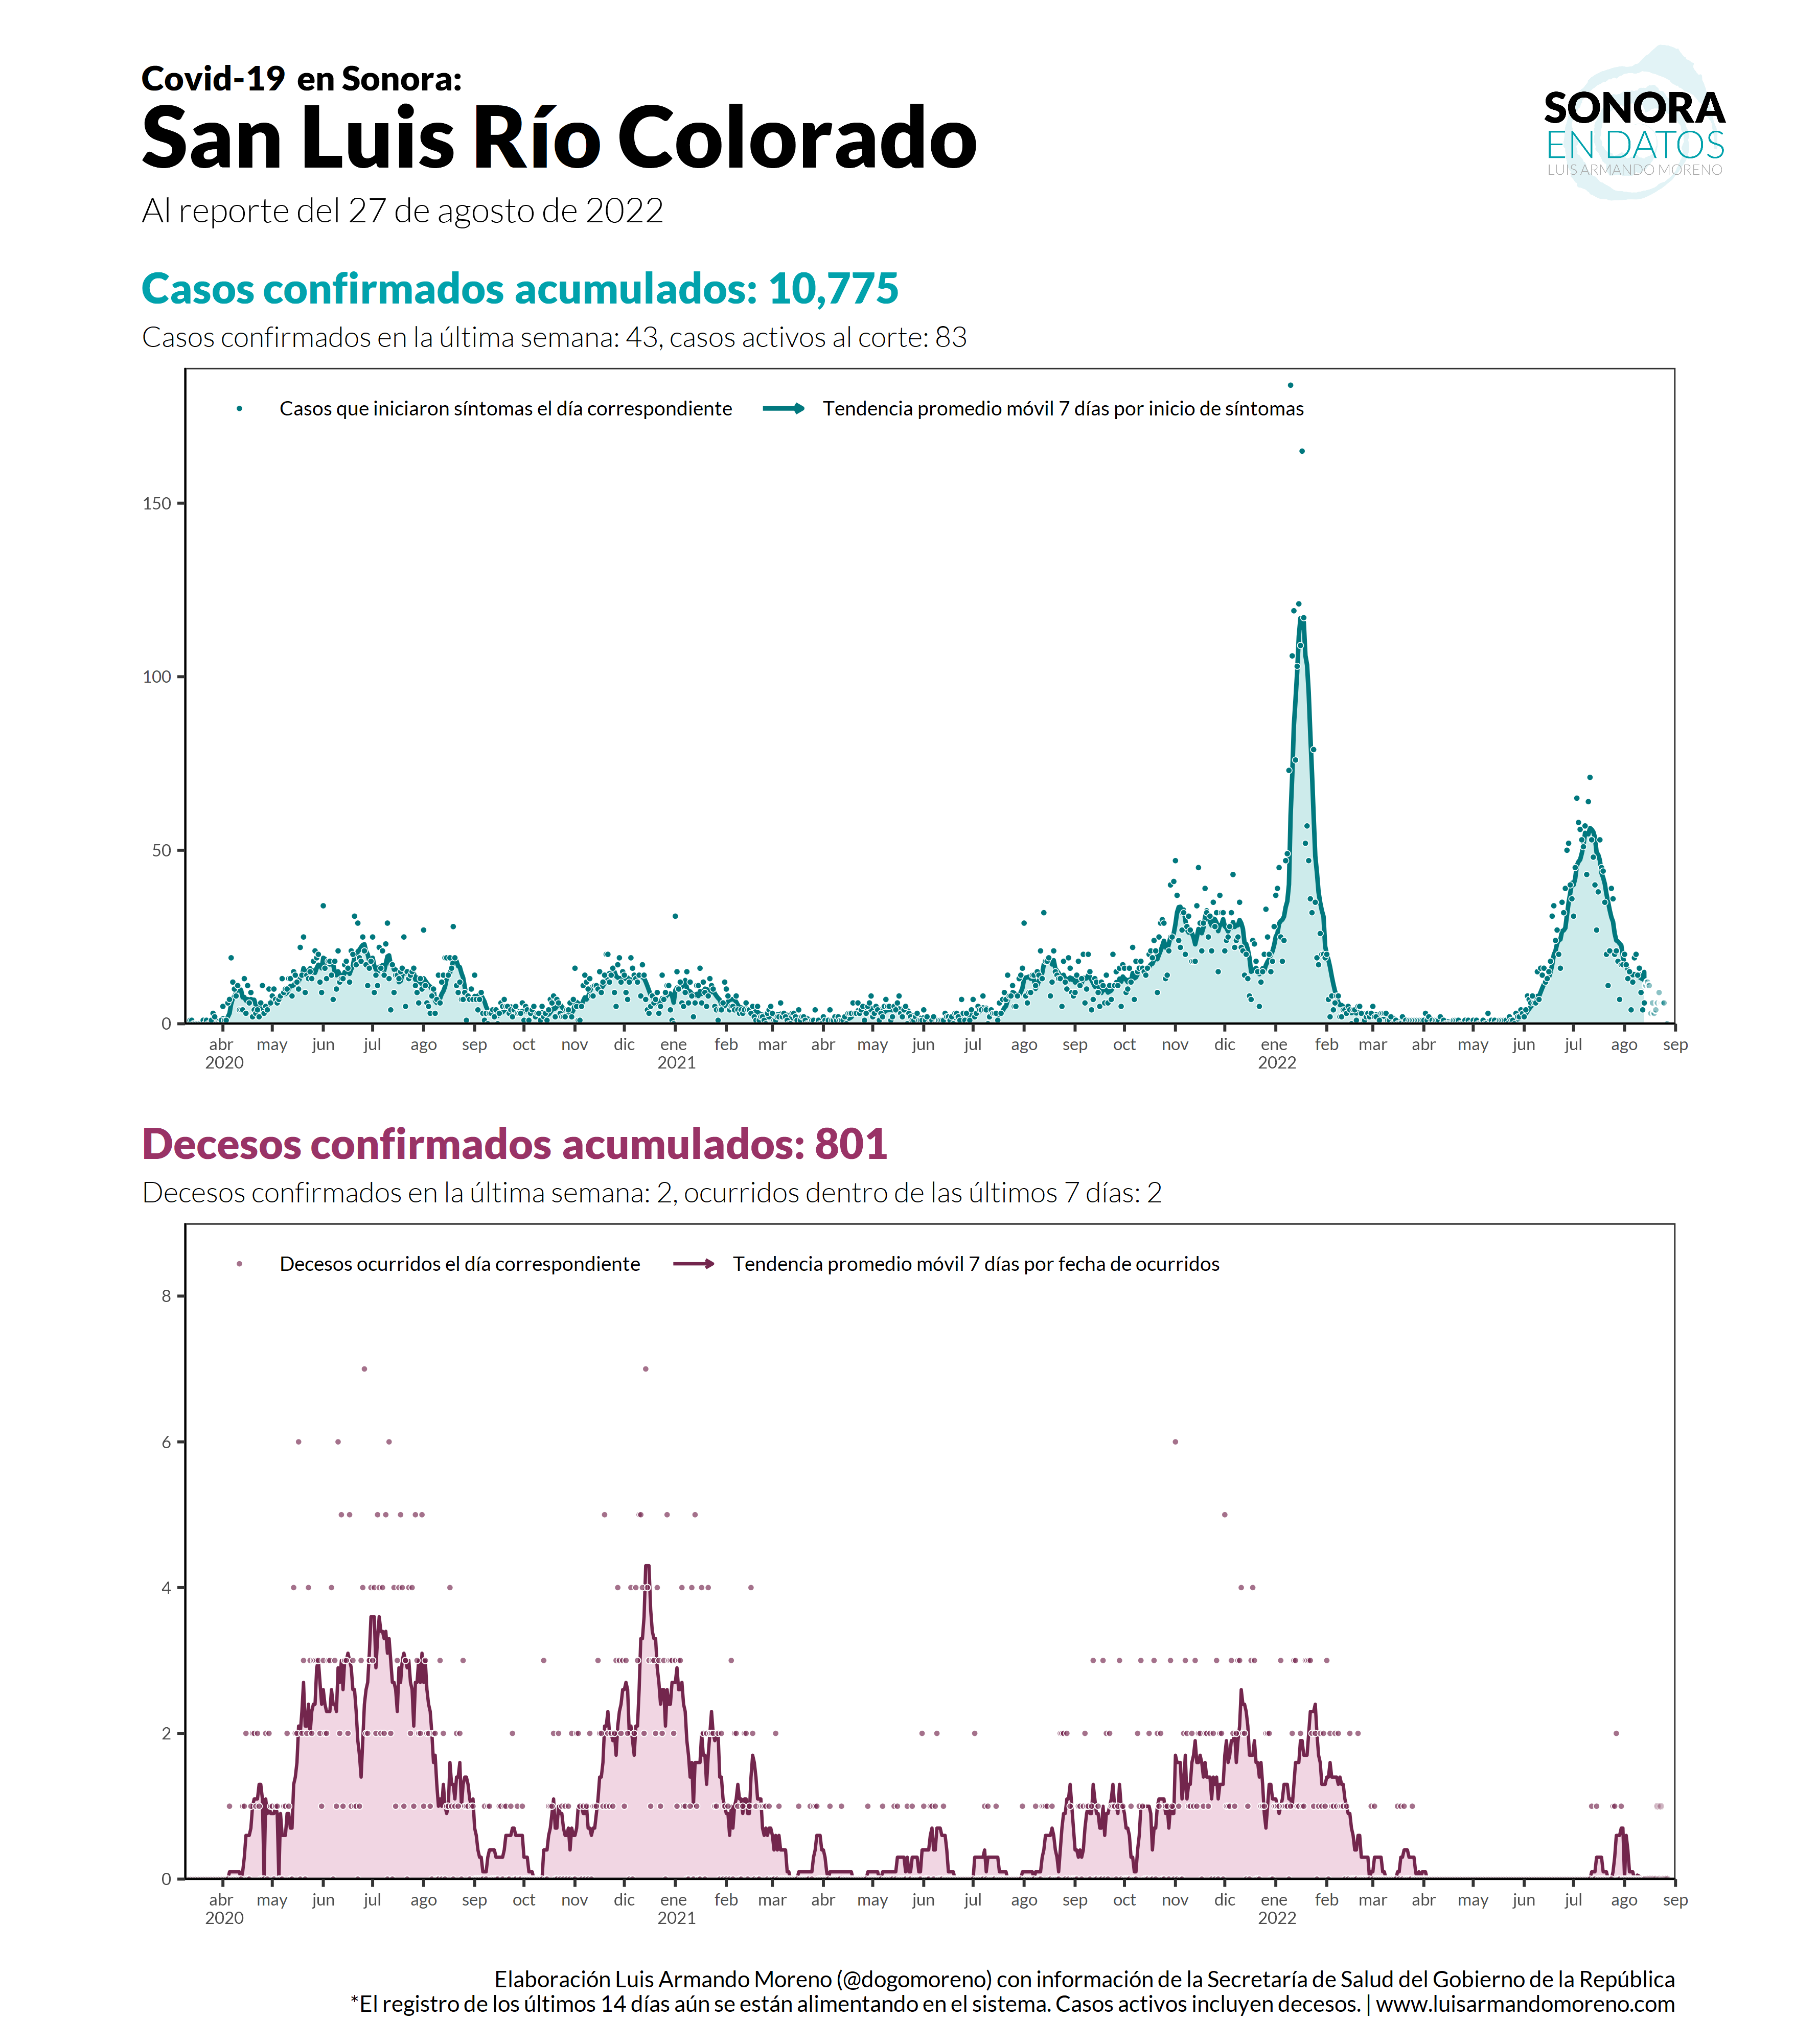 Covid-19 en Sonora:
San Luis Río Colorado
Al reporte del 27 de agosto de 2022
SONORA
EN DATOS
LUIS ARMANDO MORENO
Casos confirmados acumulados: 10,775
Casos confirmados en la última semana: 43, casos activos al corte: 83
Casos que iniciaron síntomas el día correspondiente Tendencia promedio móvil 7 días por inicio de síntomas
150
100
50
0
abr may jun jul ago sep oct nov dic ene feb mar abr may jun jul ago sep oct nov dic ene feb mar abr may jun jul ago sep
2020 2021 2022
Decesos confirmados acumulados: 801
Decesos confirmados en la última semana: 2, ocurridos dentro de las últimos 7 días: 2
Decesos ocurridos el día correspondiente Tendencia promedio móvil 7 días por fecha de ocurridos
8
6
4
2
0
abr may jun jul ago sep oct nov dic ene feb mar abr may jun jul ago sep oct nov dic ene feb mar abr may jun jul ago sep
2020 2021 2022
Elaboración Luis Armando Moreno (@dogomoreno) con información de la Secretaría de Salud del Gobierno de la República
*El registro de los últimos 14 días aún se están alimentando en el sistema. Casos activos incluyen decesos. | www.luisarmandomoreno.com